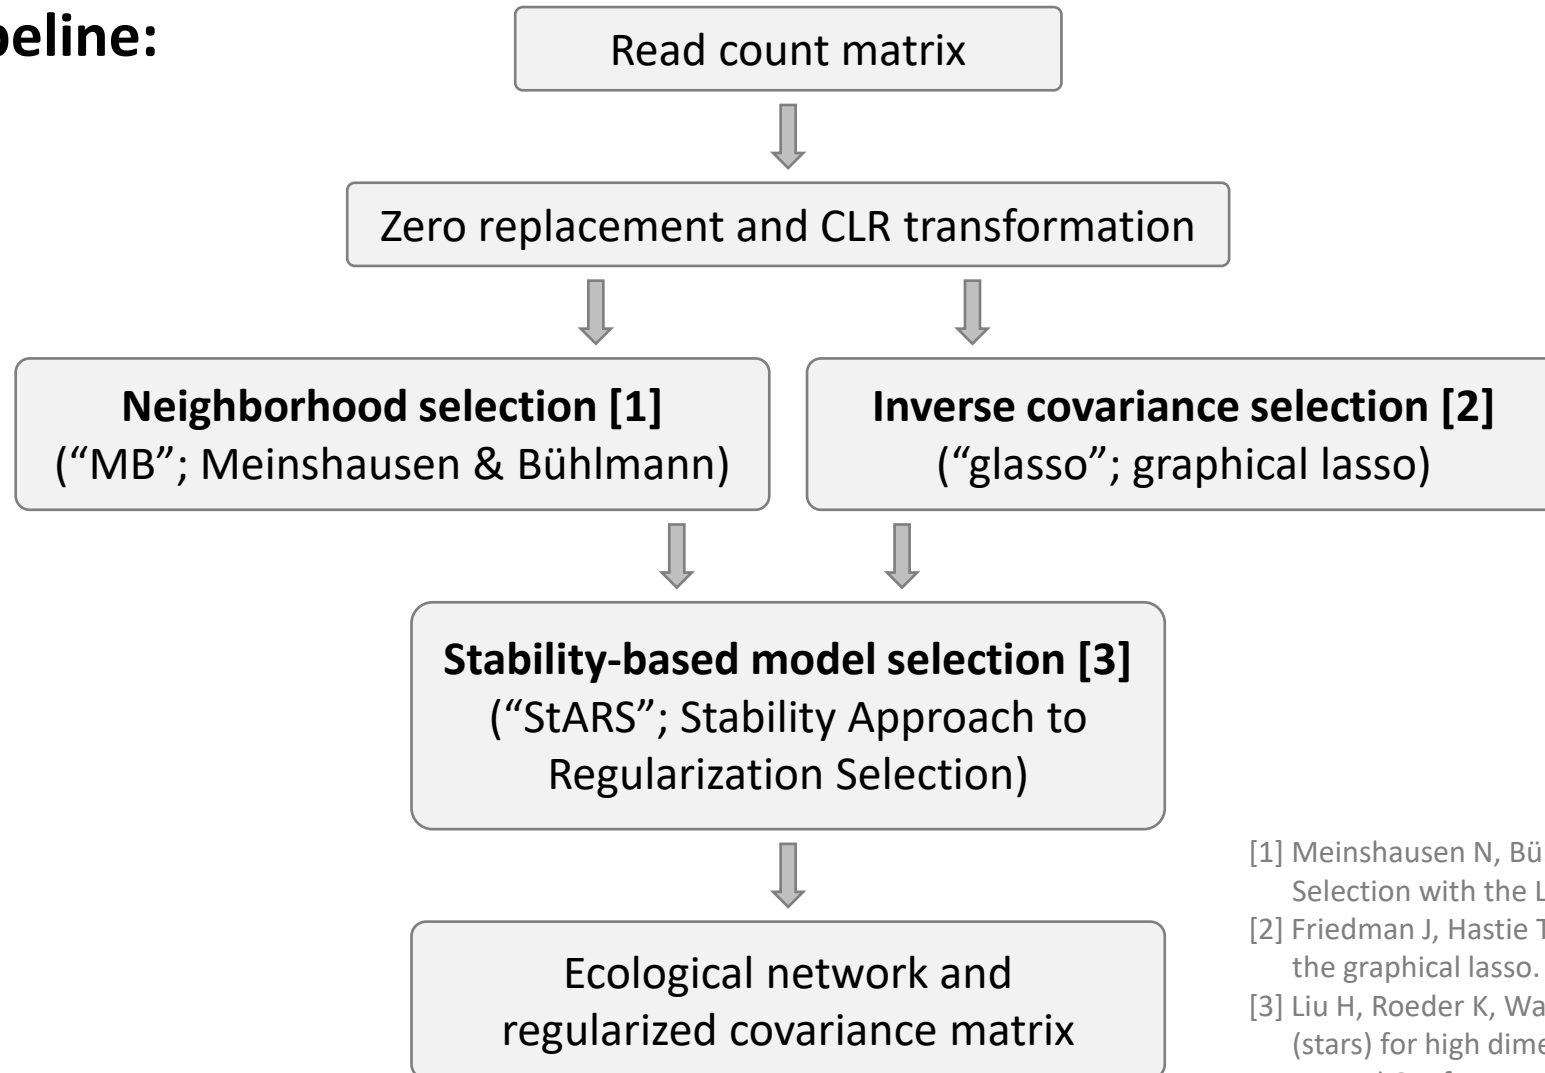 peline:
Read count matrix
Zero replacement and CLR transformation
Neighborhood selection [1]
(“MB”; Meinshausen & Bühlmann)
Inverse covariance selection [2]
(“glasso”; graphical lasso)
Stability-based model selection [3]
(“StARS”; Stability Approach to
Regularization Selection)
Ecological network and
regularized covariance matrix
[1] Meinshausen N, Bü
Selection with the L
[2] Friedman J, Hastie T
the graphical lasso.
[3] Liu H, Roeder K, Wa
(stars) for high dime